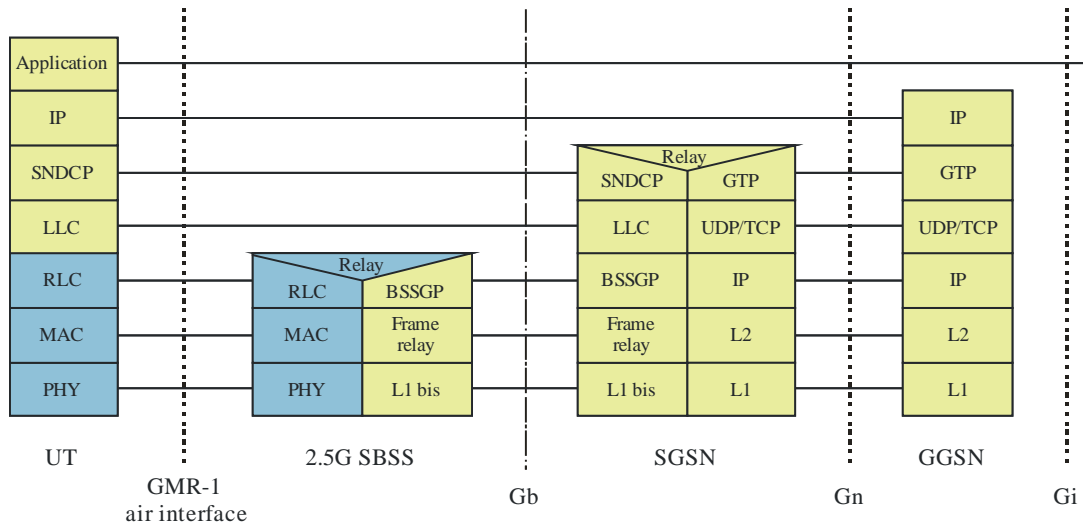 Application
IP
IP
Relay
SNDCP
SNDCP
GTP
GTP
LLC
LLC
UDP/TCP
UDP/TCP
Relay
RLC
RLC
BSSGP
BSSGP
IP
IP
MAC
MAC
Frame
relay
Frame
relay
L2
L2
PHY
PHY
L1 bis
L1 bis
L1
L1
UT
2.5G SBSS
SGSN
GGSN
GMR-1
air interface
Gb
Gn
Gi